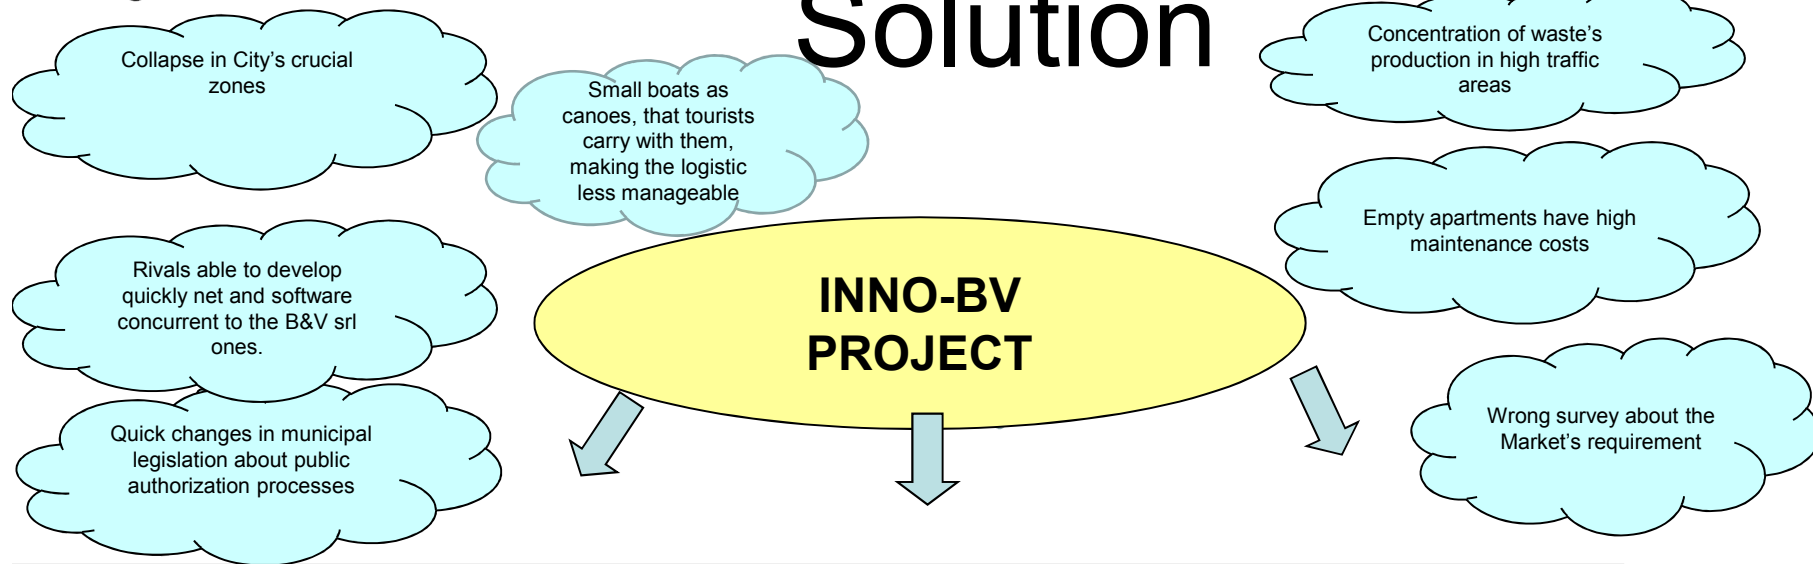 Solution
Collapse in City's crucial
zones
Small boats as
canoes, that tourists
carry with them,
making the logistic
less manageable
Concentration of waste's
production in high traffic
areas
Empty apartments have high
maintenance costs
Rivals able to develop
quickly net and software
concurrent to the B&V srl
ones.
INNO-BV
PROJECT
Quick changes in municipal
legislation about public
authorization processes
Wrong survey about the
Market's requirement